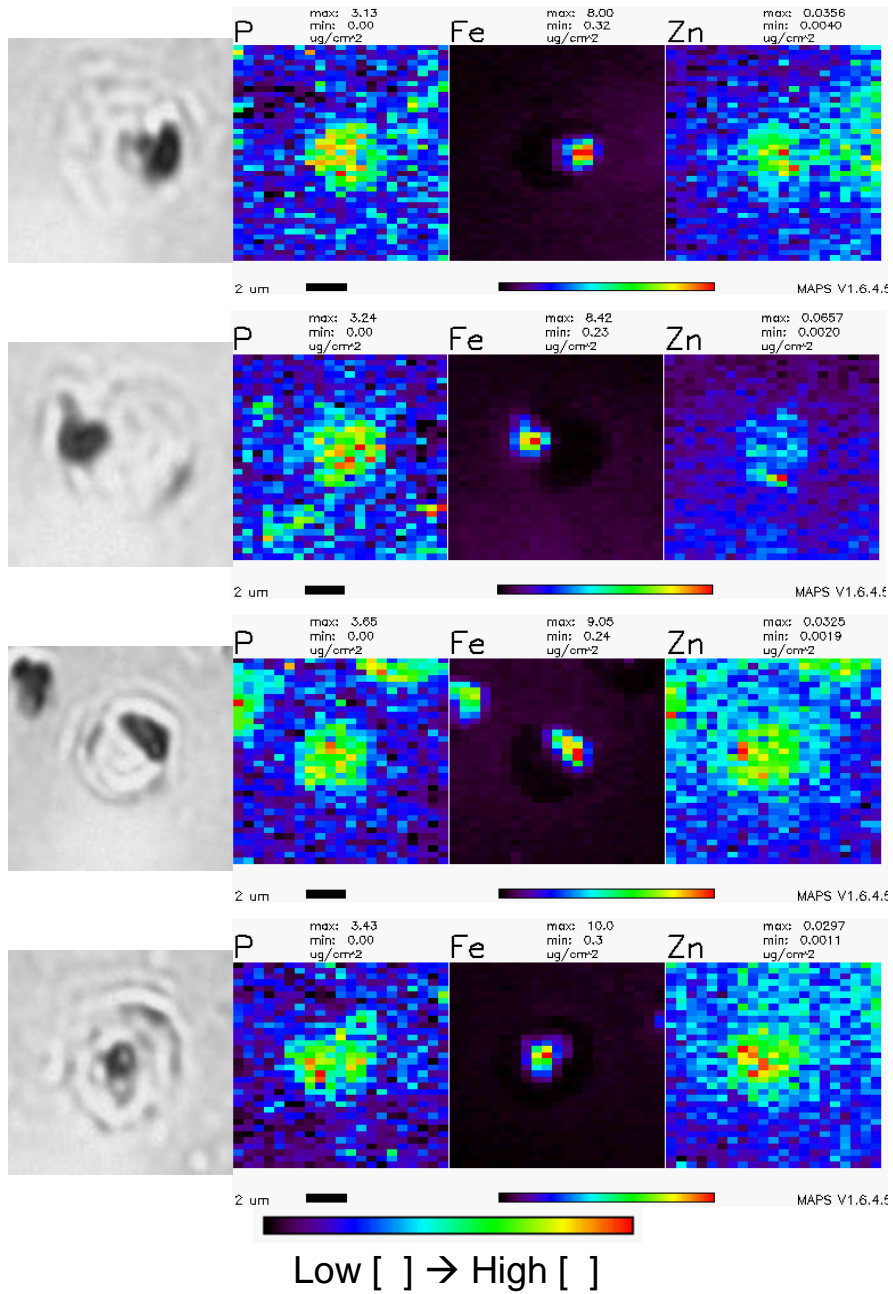 P max: 3.13 Fe max: 8.00 Zn max: 0.0356
min: 0.00 min: 0.32 min: 0.0040
ug/cm^2 ug/cm^2 ug/cm^2
2 um MAPS V1.6.4.5
P max: 3.24 Fe max: 8.42 Zn max: 0.0657
min: 0.00 min: 0.23 min: 0.0020
ug/cm^2 ug/cm^2 ug/cm^2
2 um MAPS V1.6.4.5
P max: 3.65 Fe max: 9.05 Zn max: 0.0325
min: 0.00 min: 0.24 min: 0.0019
ug/cm^2 ug/cm^2 ug/cm^2
2 um MAPS V1.6.4.5
P max: 3.43 Fe max: 10.0 Zn max: 0.0297
min: 0.00 min: 0.3 min: 0.0011
ug/cm^2 ug/cm^2 ug/cm^2
2 um MAPS V1.6.4.5
Low [ ] → High [ ]